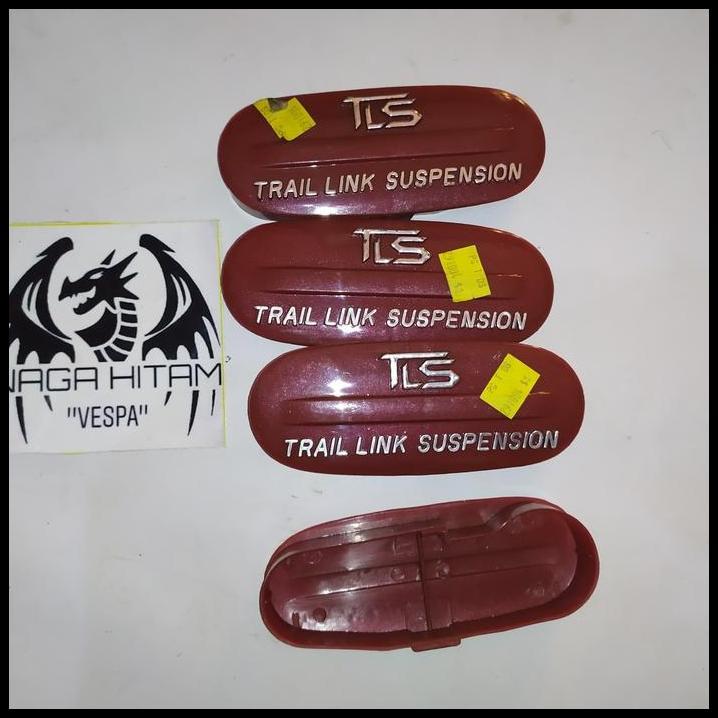 TLS
TRAIL LINK SUSPENSION
TLS
TRAIL LINK SUSPENSION
TLS
TRAIL LINK SUSPENSION
NAGA HITAM
"VESPA"